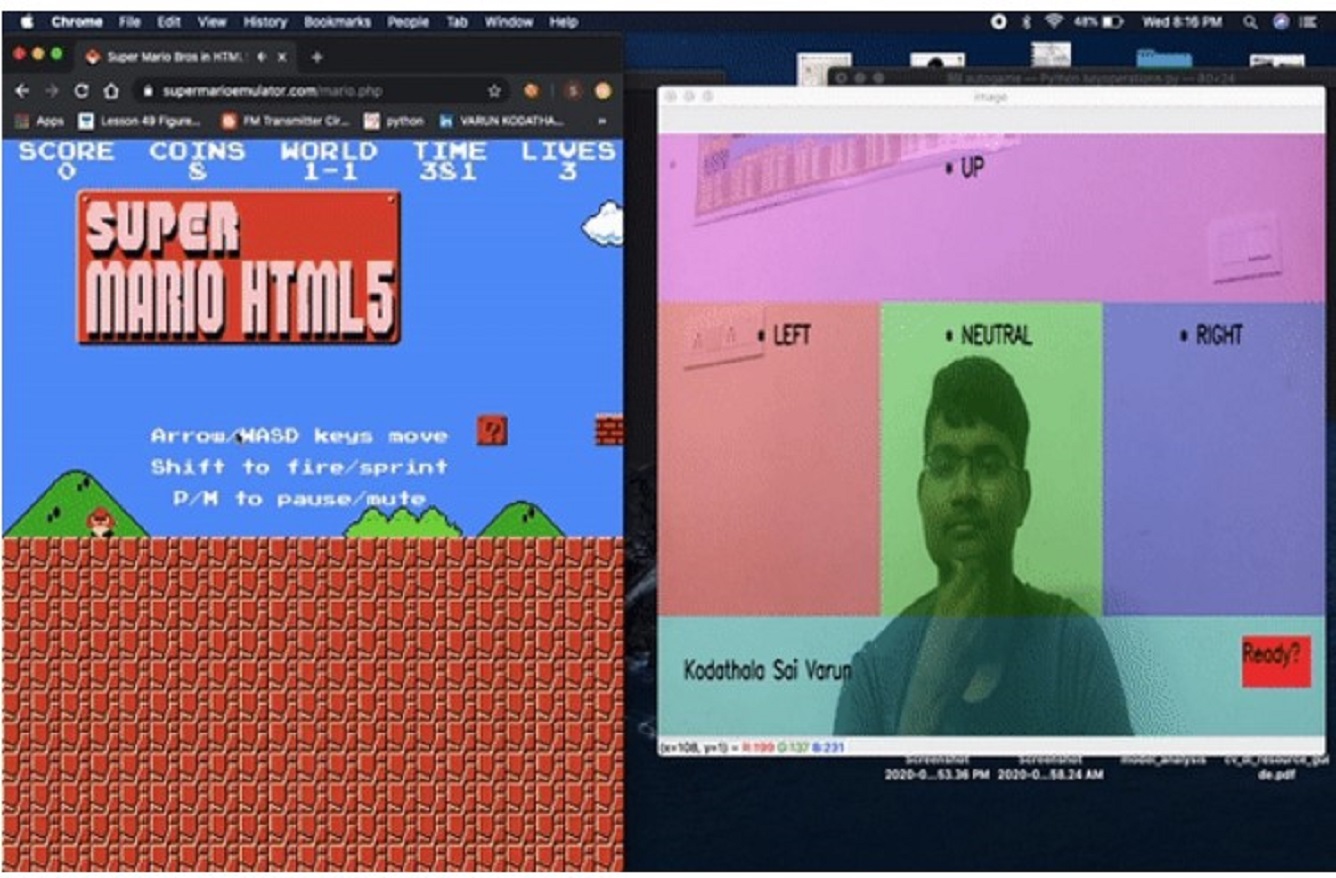 Chrome File Edit View History Bookmarks People Tab Window Help
48% Wed 8:16 PM
Super Mario Bros in HTML
supermarioemulator.com/mario.php
Apps Lesson 49 Figure... FM Transmitter Cir... python VARUN KODATHA... »
SCORE COINS WORLD TIME LIVES
0 8 1-1 381 3
SUPER
MARIO HTML5
?
Arrow/WASD keys move
Shift to fire/sprint
P/M to pause/mute
autogame — Python keyoperations.py — 80×24
image
• UP
• LEFT • NEUTRAL • RIGHT
Kodathala Sai Varun
Ready?
(x=108, y=1) = R:199 G:137 B:231
Screenshot Screenshot model_analysis
2020-0...53.36 PM 2020-0...58.24 AM de.pdf